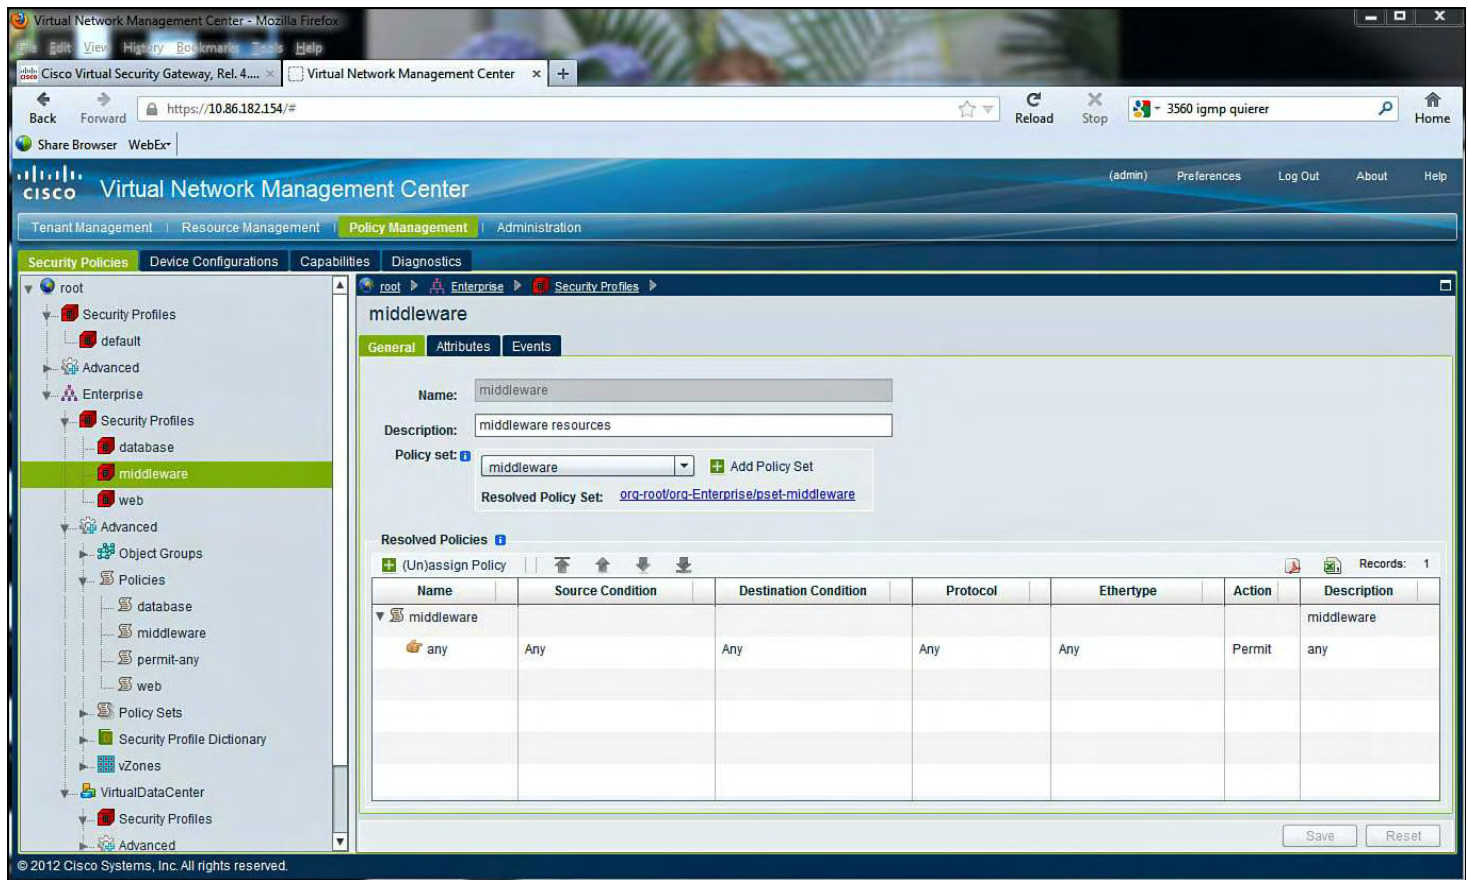 Virtual Network Management Center - Mozilla Firefox
File Edit View History Bookmarks Tools Help
Cisco Virtual Security Gateway, Rel. 4.... × Virtual Network Management Center × +
Back Forward https://10.86.182.154/# Reload Stop 3560 igmp quierer Home
Share Browser WebEx
CISCO Virtual Network Management Center (admin) Preferences Log Out About Help
Tenant Management | Resource Management | Policy Management | Administration
Security Policies Device Configurations Capabilities Diagnostics
root
Security Profiles
default
Advanced
Enterprise
Security Profiles
database
middleware
web
Advanced
Object Groups
Policies
database
middleware
permit-any
web
Policy Sets
Security Profile Dictionary
vZones
VirtualDataCenter
Security Profiles
Advanced
root Enterprise Security Profiles
middleware
General Attributes Events
Name: middleware
Description: middleware resources
Policy set: middleware Add Policy Set
Resolved Policy Set: org-root/org-Enterprise/pset-middleware
Resolved Policies
(Un)assign Policy Records: 1
Name Source Condition Destination Condition Protocol Ethertype Action Description
middleware middleware
any Any Any Any Any Permit any
Save Reset
© 2012 Cisco Systems, Inc. All rights reserved.